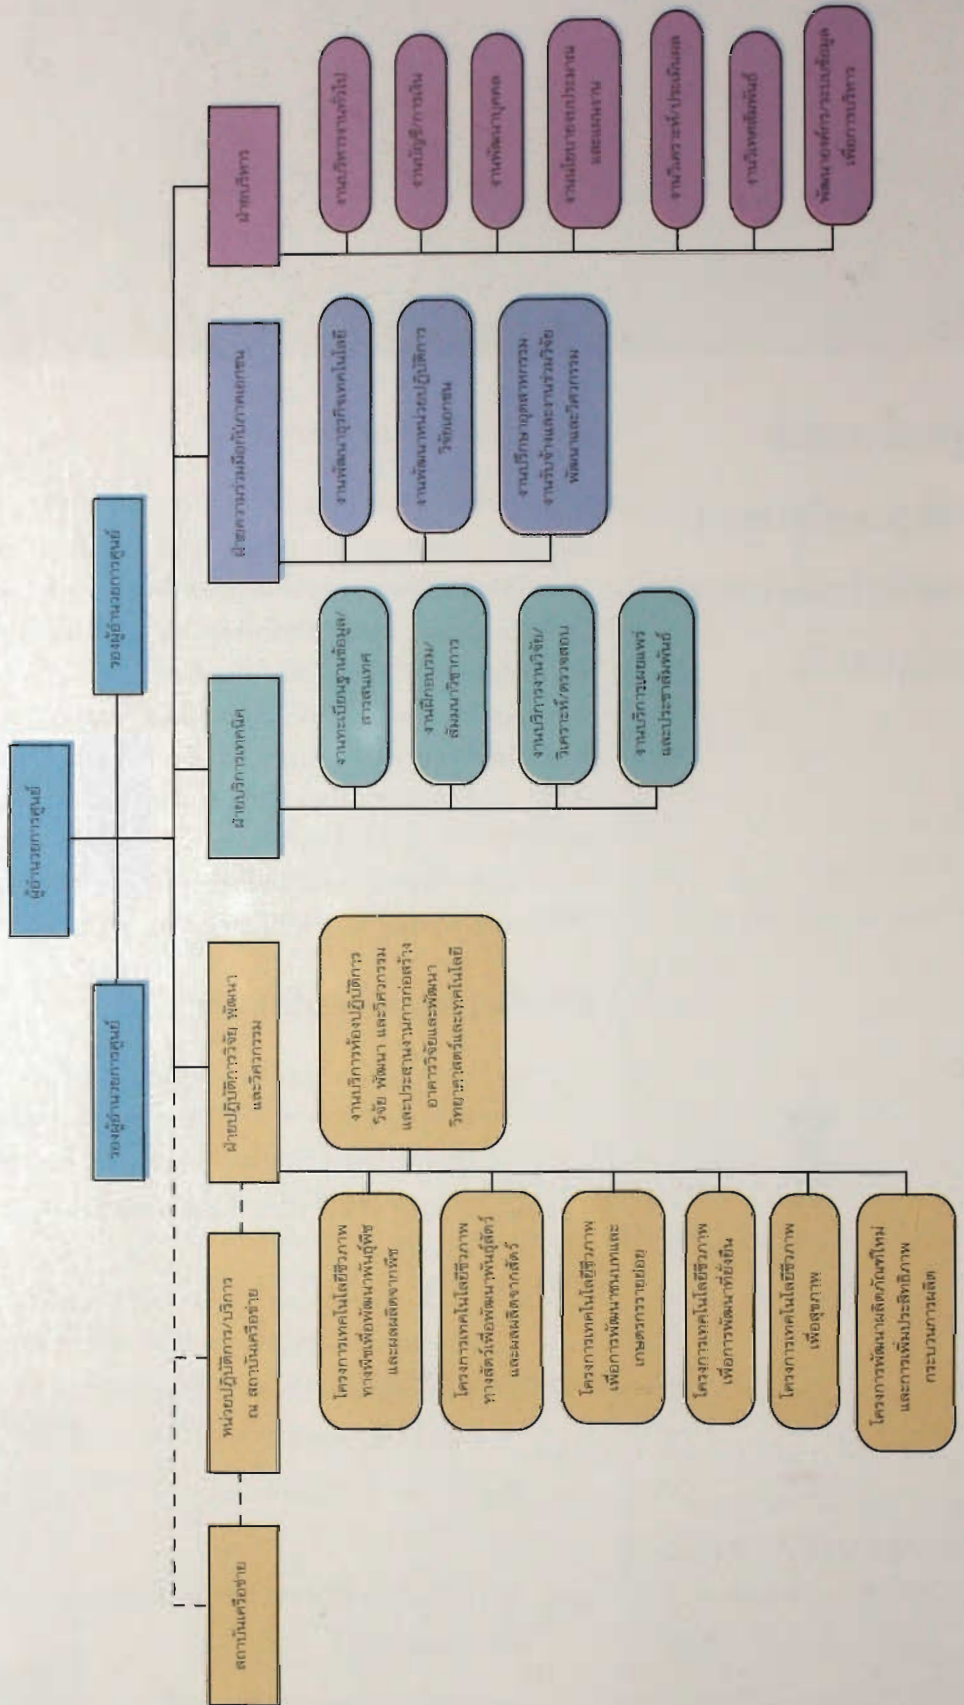 ผู้อำนวยการศูนย์
รองผู้อำนวยการศูนย์
รองผู้อำนวยการศูนย์
สถาบันเครือข่าย
หน่วยปฏิบัติการ/บริการ
ณ สถาบันเครือข่าย
ฝ่ายปฏิบัติการวิจัย พัฒนา
และวิศวกรรม
งานบริการห้องปฏิบัติการ
วิจัย พัฒนา และวิศวกรรม
และประสานงานการก่อสร้าง
อาคารวิจัยและพัฒนา
วิทยาศาสตร์และเทคโนโลยี
โครงการเทคโนโลยีชีวภาพ
ทางพืชเพื่อพัฒนาพันธุ์พืช
และผลผลิตจากพืช
โครงการเทคโนโลยีชีวภาพ
ทางสัตว์เพื่อพัฒนาพันธุ์สัตว์
และผลผลิตจากสัตว์
โครงการเทคโนโลยีชีวภาพ
เพื่อการพัฒนาชนบทและ
เกษตรกรรายย่อย
โครงการเทคโนโลยีชีวภาพ
เพื่อการพัฒนาที่ยั่งยืน
โครงการเทคโนโลยีชีวภาพ
เพื่อสุขภาพ
โครงการพัฒนาผลิตภัณฑ์ใหม่
และการเพิ่มประสิทธิภาพ
กระบวนการผลิต
ฝ่ายบริการเทคนิค
งานทะเบียนฐานข้อมูล/
สารสนเทศ
งานฝึกอบรม/
สัมมนาวิชาการ
งานบริการงานวิจัย/
วิเคราะห์/ตรวจสอบ
งานบริการเผยแพร่
และประชาสัมพันธ์
ฝ่ายความร่วมมือกับภาคเอกชน
งานพัฒนาธุรกิจเทคโนโลยี
งานพัฒนาหน่วยปฏิบัติการ
วิจัยเอกชน
งานปรึกษาอุตสาหกรรม
งานรับจ้างและงานร่วมวิจัย
พัฒนาและวิศวกรรม
ฝ่ายบริหาร
งานบริหารงานทั่วไป
งานบัญชี/การเงิน
งานพัฒนาบุคคล
งานนโยบายงบประมาณ
และแผนงาน
งานวิเคราะห์/ประเมินผล
งานวิเทศสัมพันธ์
พัฒนาองค์กร/ระบบข้อมูล
เพื่อการบริหาร